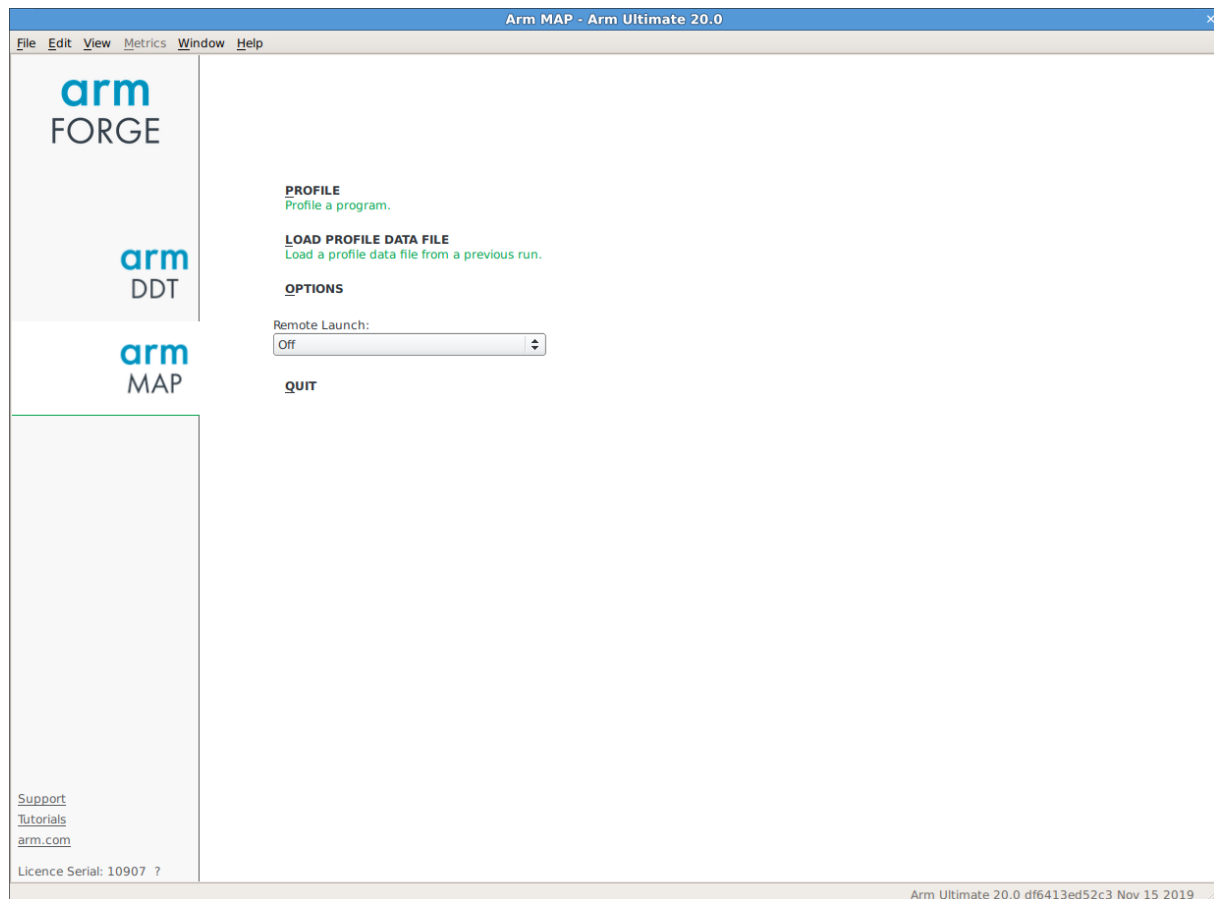 Arm MAP - Arm Ultimate 20.0
File Edit View Metrics Window Help
arm
FORGE
PROFILE
Profile a program.
LOAD PROFILE DATA FILE
Load a profile data file from a previous run.
arm
DDT
OPTIONS
Remote Launch:
Off
arm
MAP
QUIT
Support
Tutorials
arm.com
Licence Serial: 10907 ?
Arm Ultimate 20.0 df6413ed52c3 Nov 15 2019